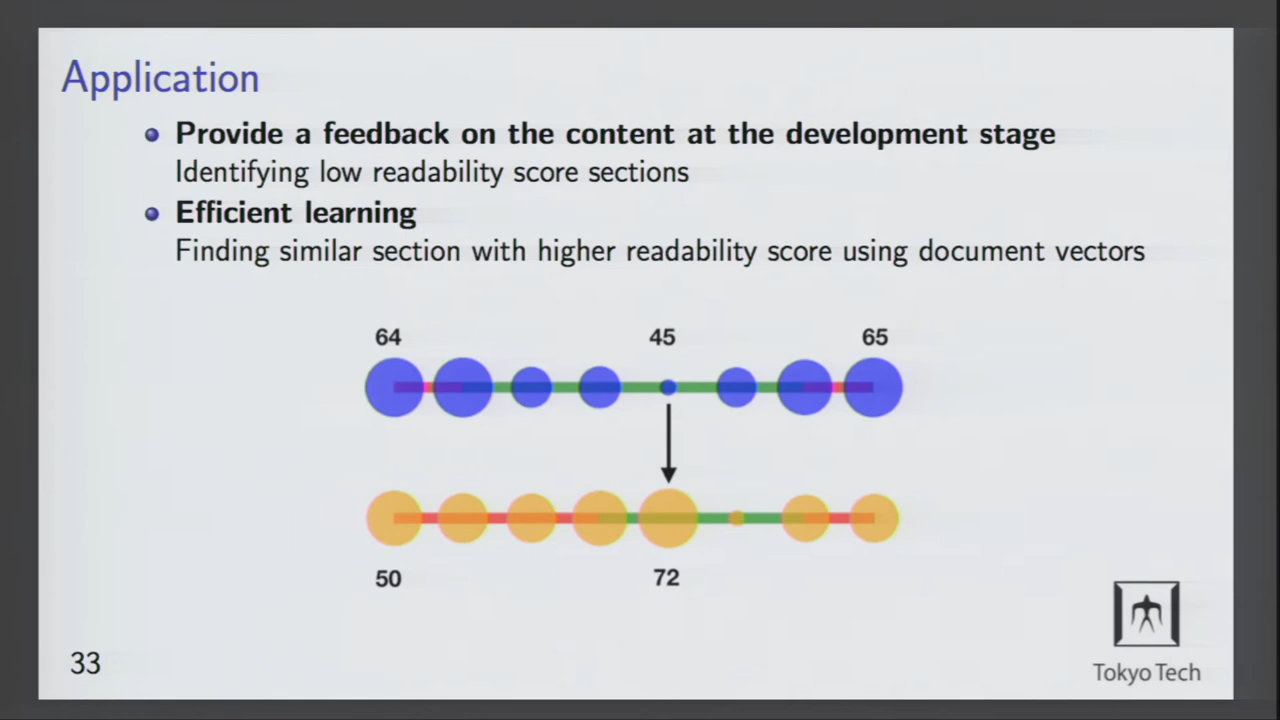 Application
Provide a feedback on the content at the development stage
Identifying low readability score sections
Efficient learning
Finding similar section with higher readability score using document vectors
64 45 65
50 72
33
Tokyo Tech